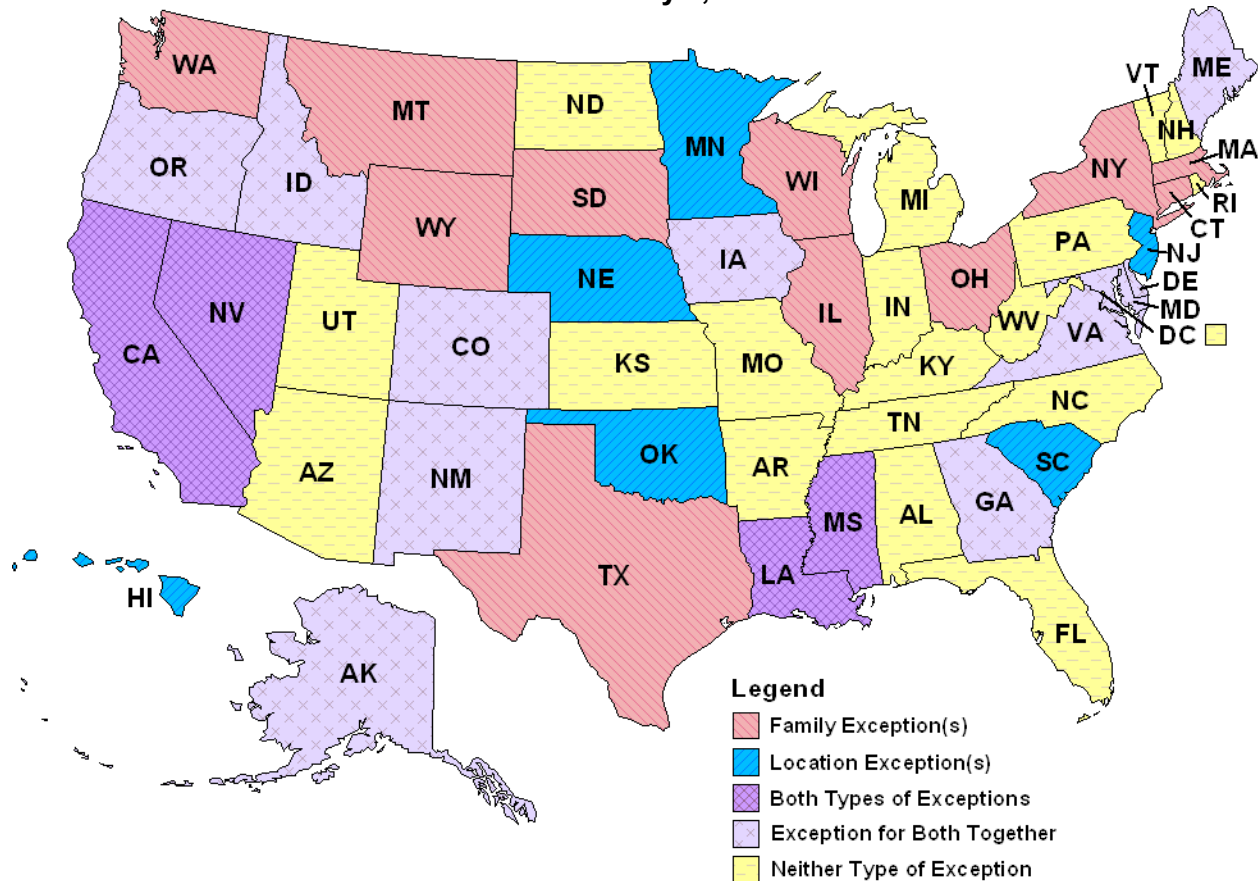 WA
MT
ND
MN
VT
ME
NH
MA
OR
ID
SD
WI
MI
NY
RI
CT
WY
PA
NJ
IA
NE
OH
DE
MD
DC
NV
UT
CO
IL
IN
WV
VA
CA
KS
MO
KY
NC
TN
AZ
NM
OK
AR
SC
MS
AL
GA
TX
LA
HI
FL
AK
Legend
Family Exception(s)
Location Exception(s)
Both Types of Exceptions
Exception for Both Together
Neither Type of Exception